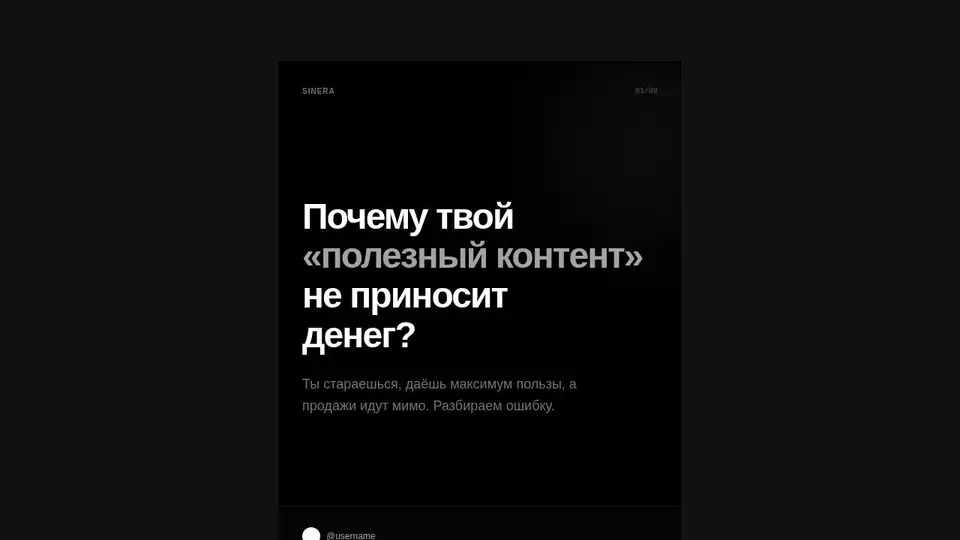 SINERA
01/09
Почему твой
«полезный контент»
не приносит
денег?
Ты стараешься, даёшь максимум пользы, а
продажи идут мимо. Разбираем ошибку.
@username